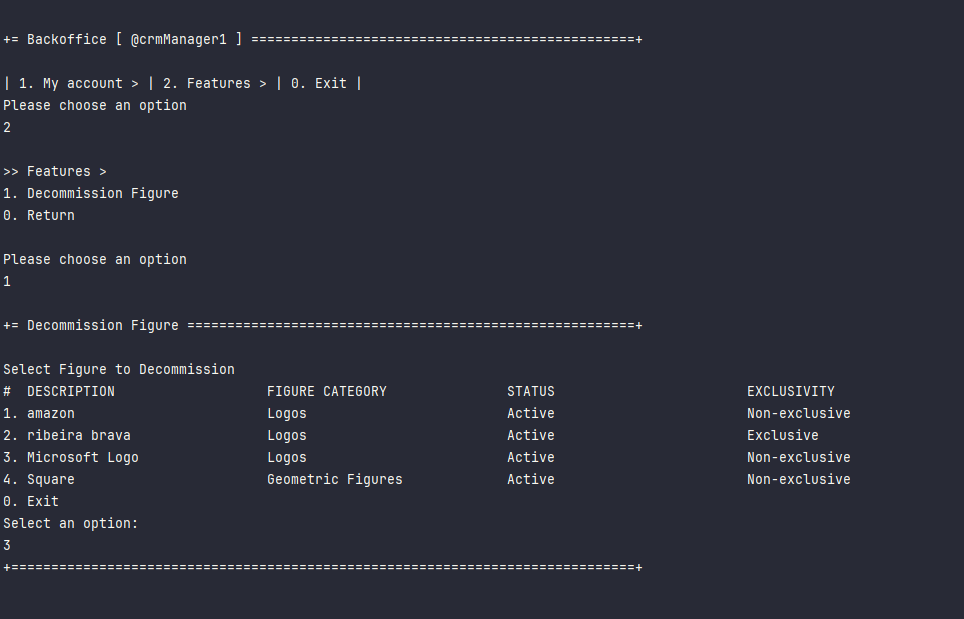 += Backoffice [ @crmManager1 ] ================================================+
| 1. My account > | 2. Features > | 0. Exit |
Please choose an option
2
>> Features >
1. Decommission Figure
0. Return
Please choose an option
1
+= Decommission Figure ========================================================+
Select Figure to Decommission
#  DESCRIPTION                   FIGURE CATEGORY               STATUS                        EXCLUSIVITY
1. amazon                        Logos                         Active                        Non-exclusive
2. ribeira brava                 Logos                         Active                        Exclusive
3. Microsoft Logo                Logos                         Active                        Non-exclusive
4. Square                        Geometric Figures             Active                        Non-exclusive
0. Exit
Select an option:
3
+==============================================================================+